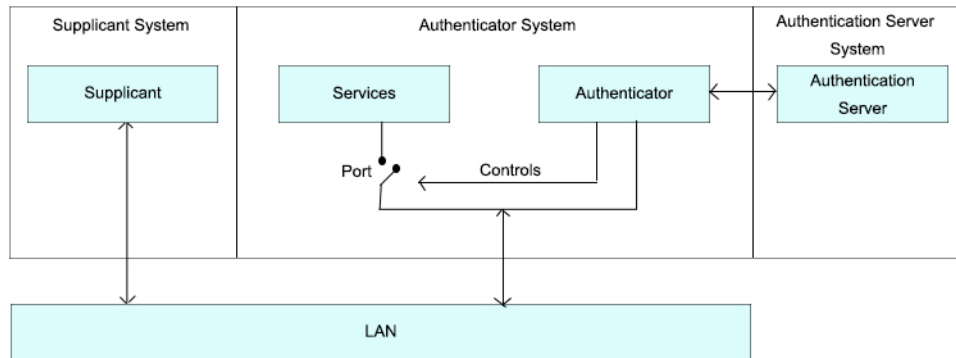 Supplicant System
Authenticator System
Authentication Server
System
Supplicant
Services
Authenticator
Authentication
Server
Port
Controls
LAN